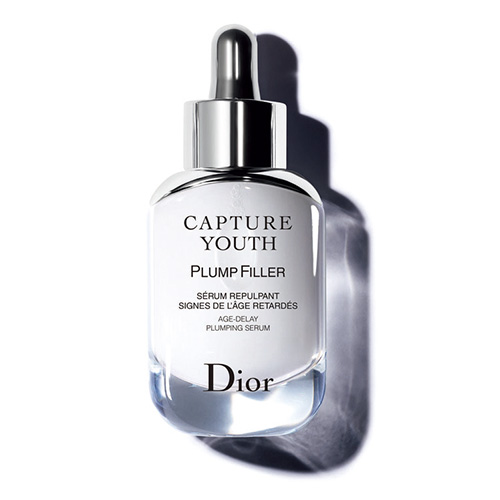 CAPTURE
YOUTH
PLUMP FILLER
SÉRUM REPULPANT
SIGNES DE L'ÂGE RETARDÉS
AGE-DELAY
PLUMPING SERUM
Dior